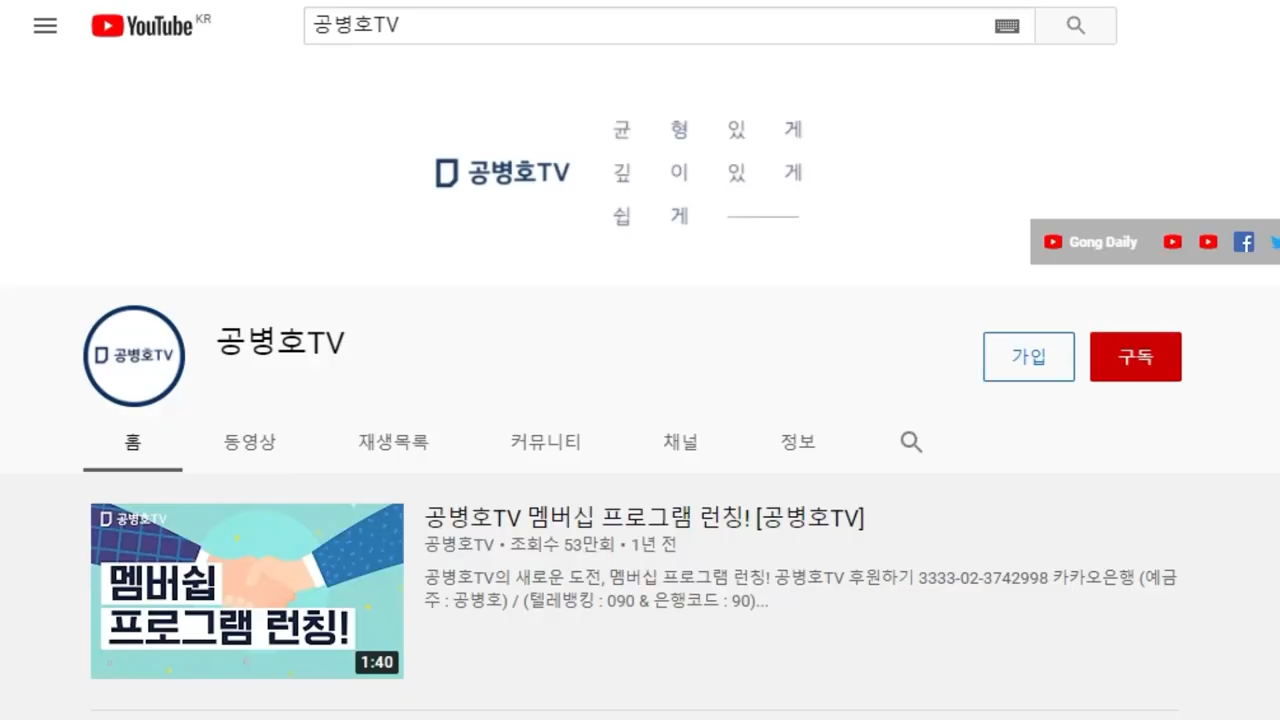 YouTube KR
공병호TV
공병호TV
균 형 있 게
깊 이 있 게
쉽 게
Gong Daily
공병호TV
공병호TV
가입
구독
홈
동영상
재생목록
커뮤니티
채널
정보
공병호TV
멤버쉽
프로그램 런칭!
1:40
공병호TV 멤버십 프로그램 런칭! [공병호TV]
공병호TV • 조회수 53만회 • 1년 전
공병호TV의 새로운 도전, 멤버십 프로그램 런칭! 공병호TV 후원하기 3333-02-3742998 카카오은행 (예금
주 : 공병호) / (텔레뱅킹 : 090 & 은행코드 : 90)...